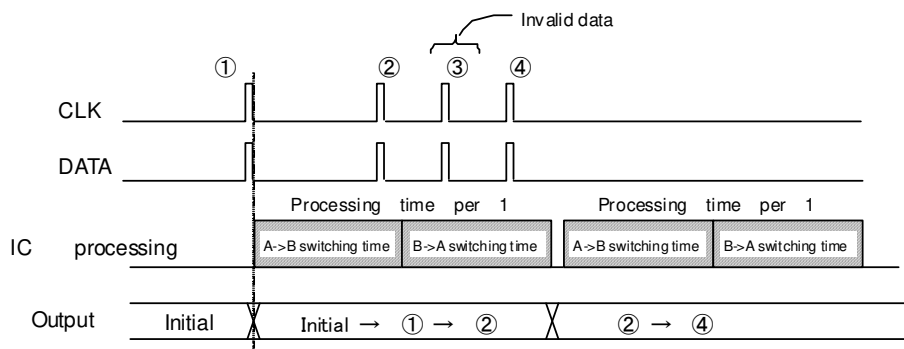 Invalid data
① ② ③ ④
CLK
DATA
Processing time per 1 Processing time per 1
IC processing A->B switching time B->A switching time A->B switching time B->A switching time
Output Initial Initial → ① → ② ② → ④